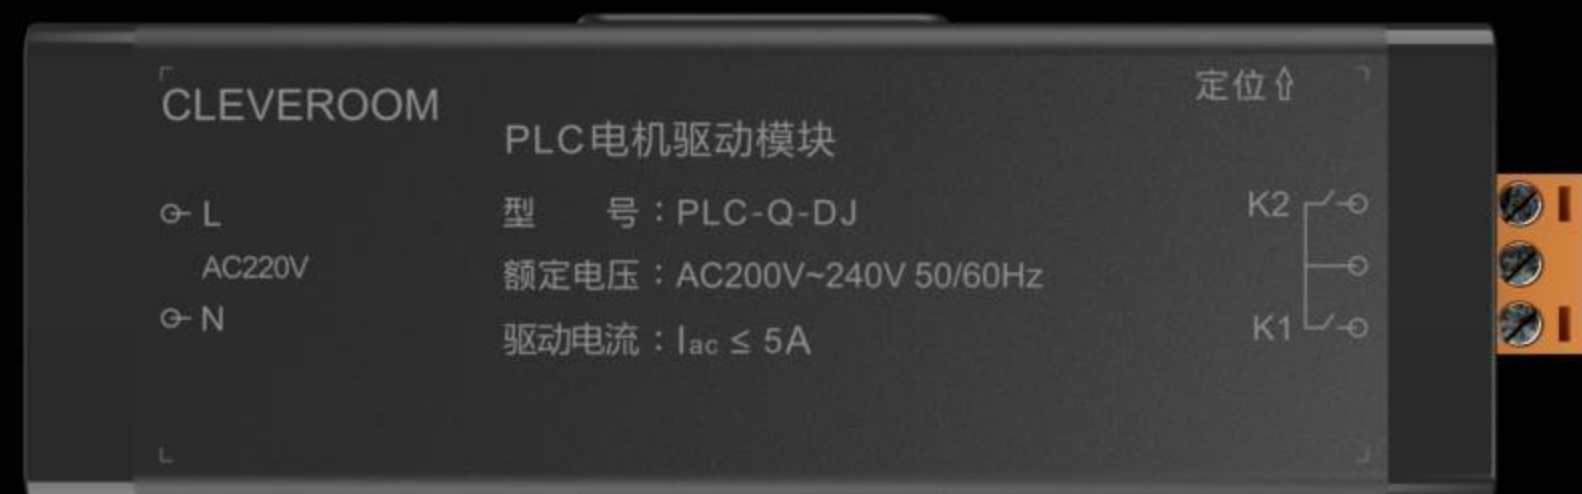 CLEVEROOM
定位⇧
PLC电机驱动模块
L
AC220V
N
型 号：PLC-Q-DJ
额定电压：AC200V~240V 50/60Hz
驱动电流：Iac ≤ 5A
K2
K1